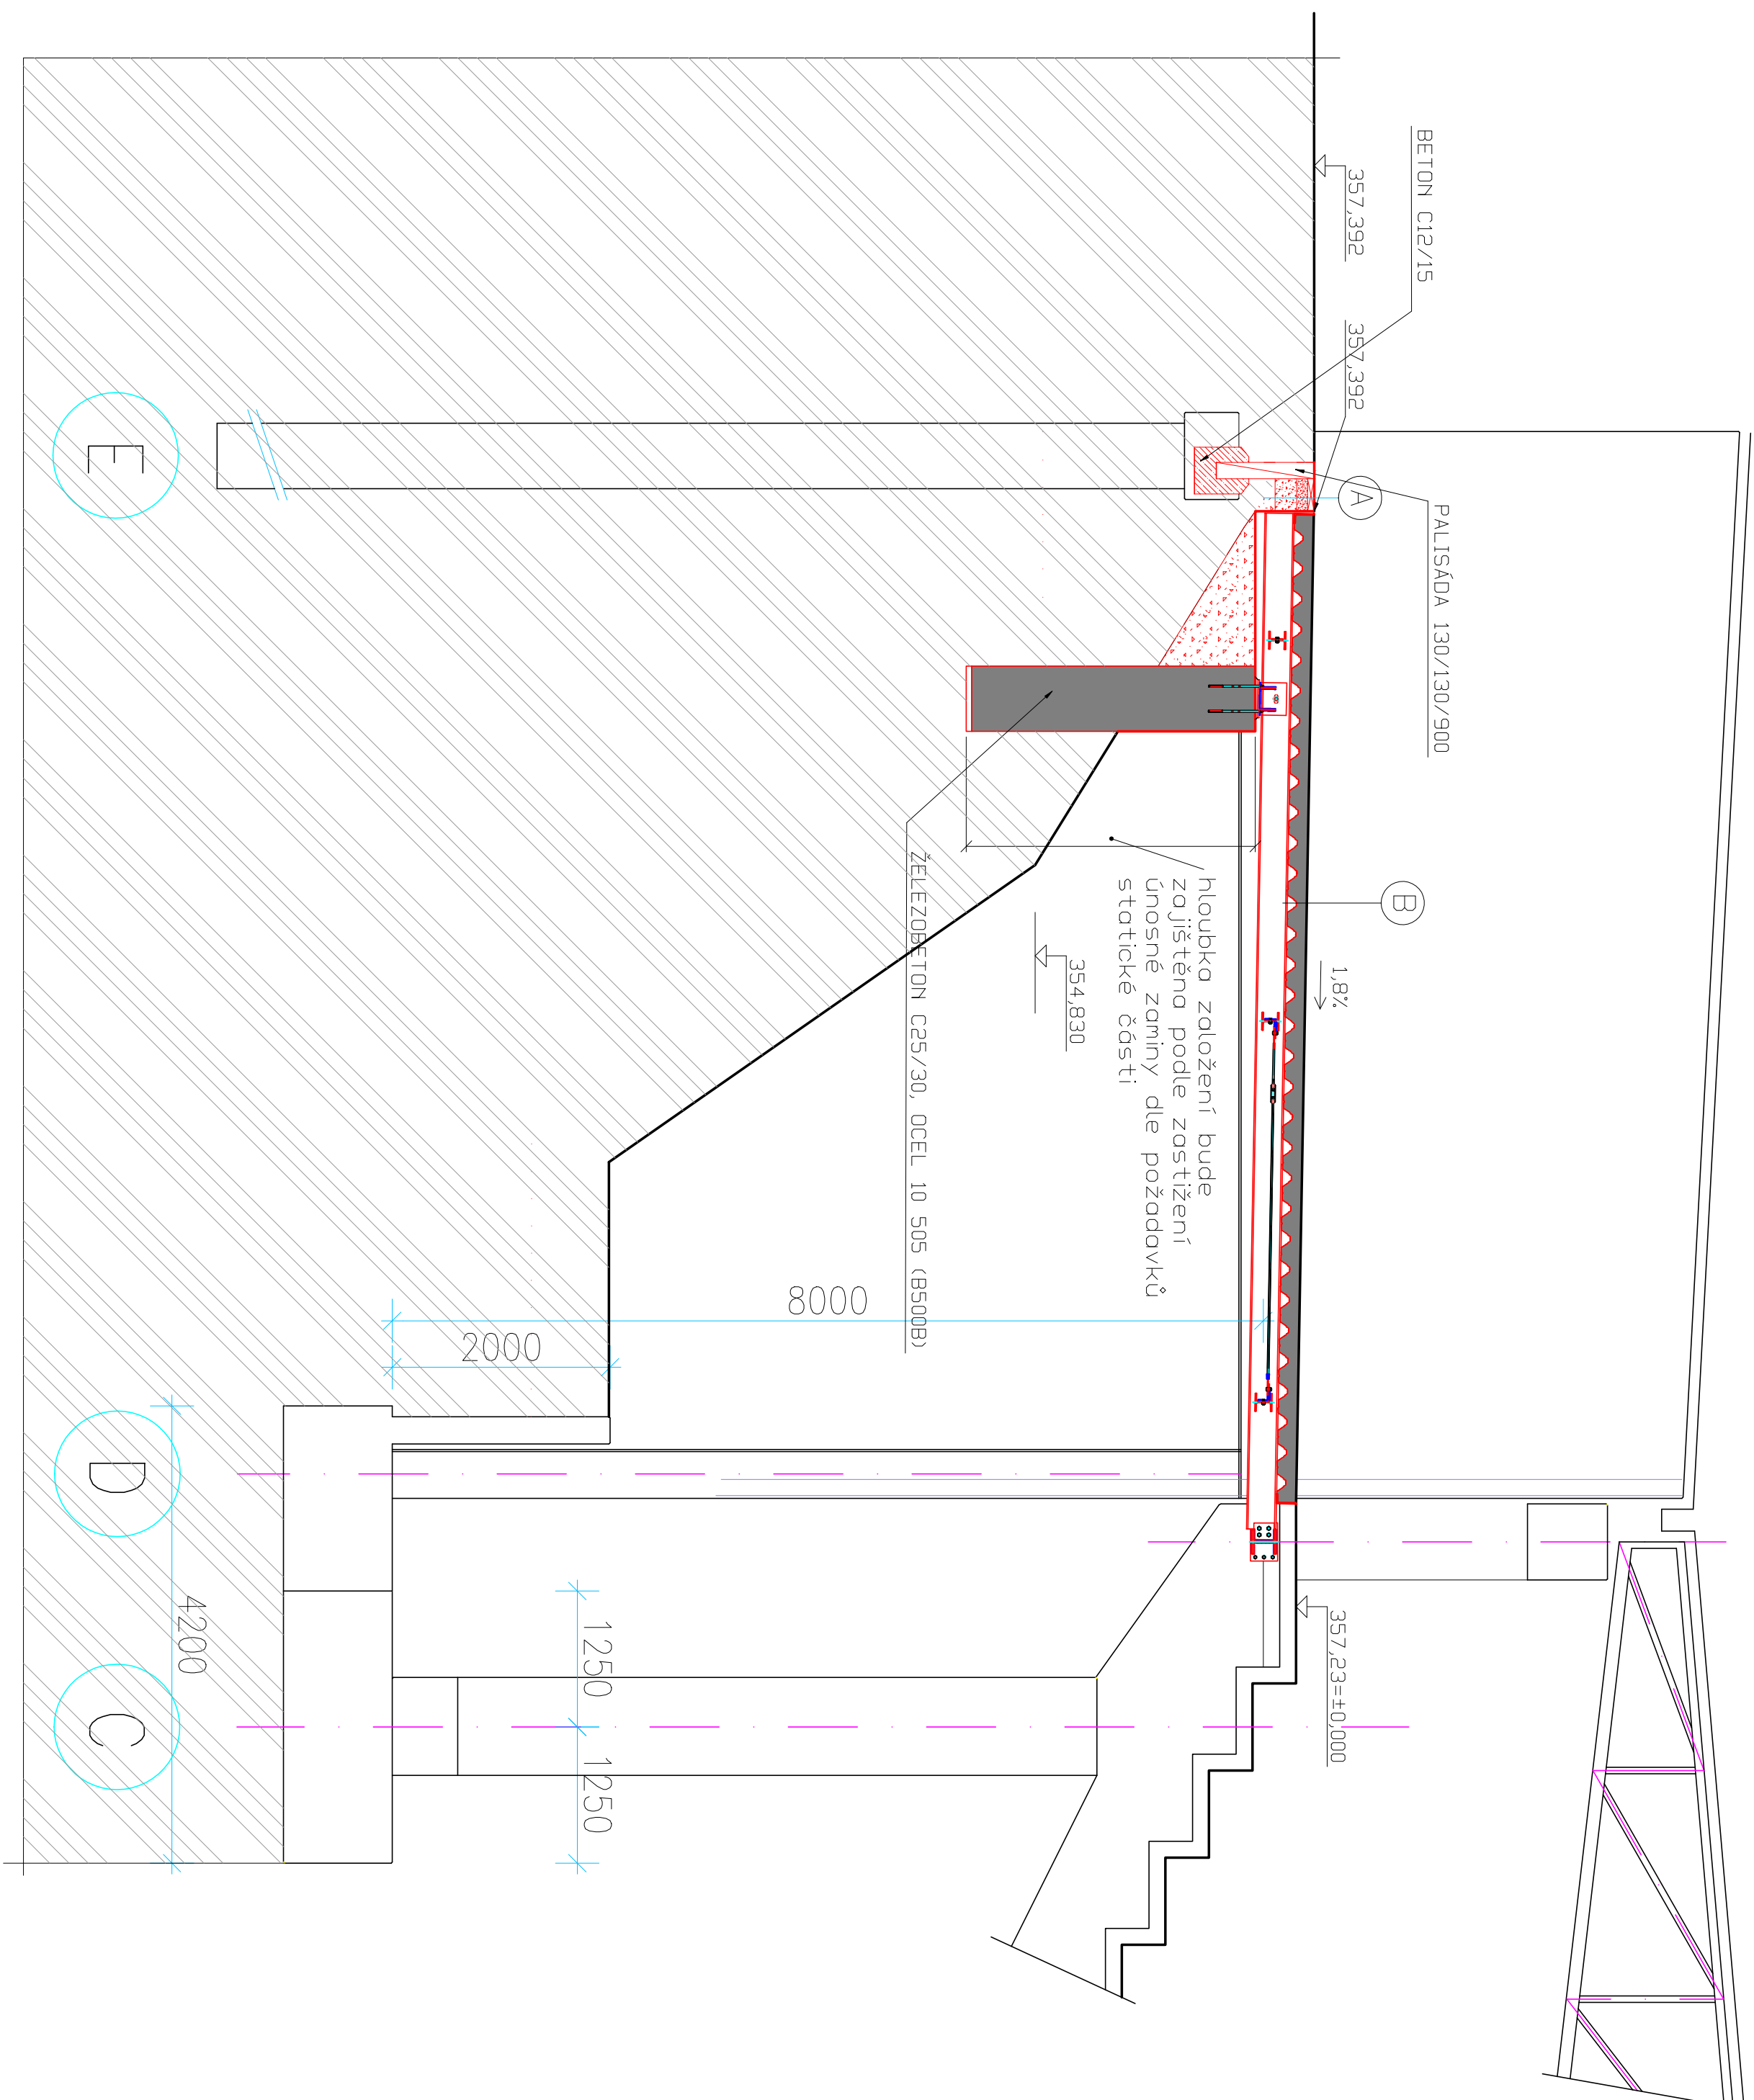 BETON C12/15
357,392
357,392
PALISÁDA 130/130/900
A
B
1,8%
357,23=±0,000
hloubka založení bude
zajištěna podle zastižení
únosné zaminy dle požadavků
statické části
354,830
ŽELEZOBETON C25/30, OCEL 10 505 (B500B)
8000
2000
1250
1250
4200
E
D
C